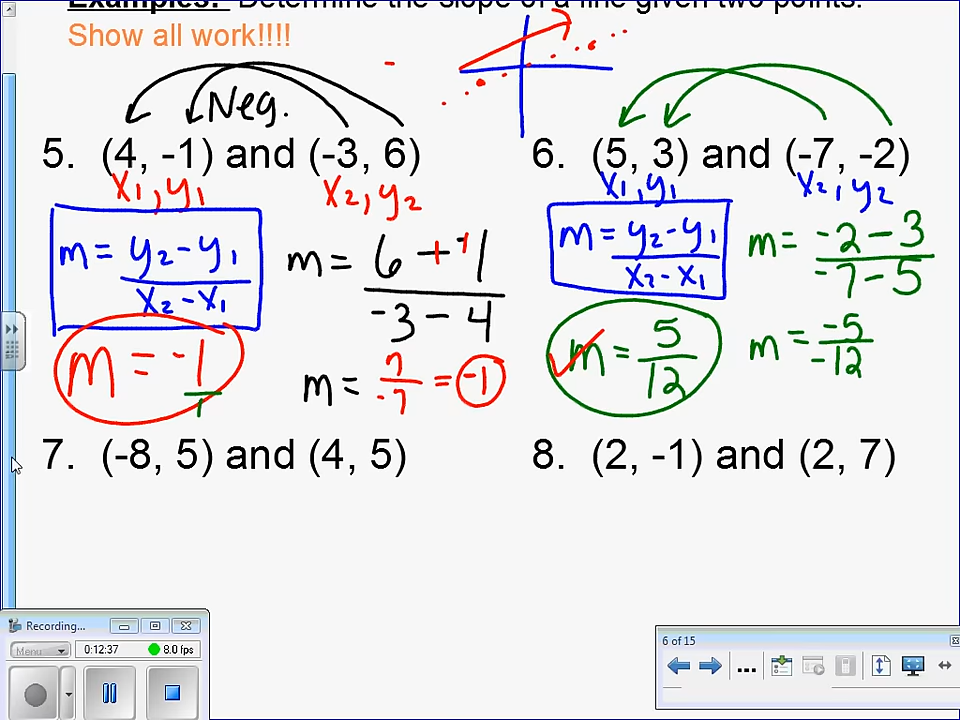 Examples: Determine the slope of a line given two points.
Show all work!!!!
Neg.
5. (4, -1) and (-3, 6)
x₁, y₁ x₂, y₂
m = y₂ - y₁ / x₂ - x₁
m = 6 + +1 / -3 - 4
m = 7 / -7 = -1
m = -1 / 1
6. (5, 3) and (-7, -2)
x₁, y₁ x₂, y₂
m = y₂ - y₁ / x₂ - x₁
m = -2 - 3 / -7 - 5
m = -5 / -12
m = 5 / 12
7. (-8, 5) and (4, 5)
8. (2, -1) and (2, 7)
Recording...
Menu
0:12:37
8.0 fps
6 of 15
...